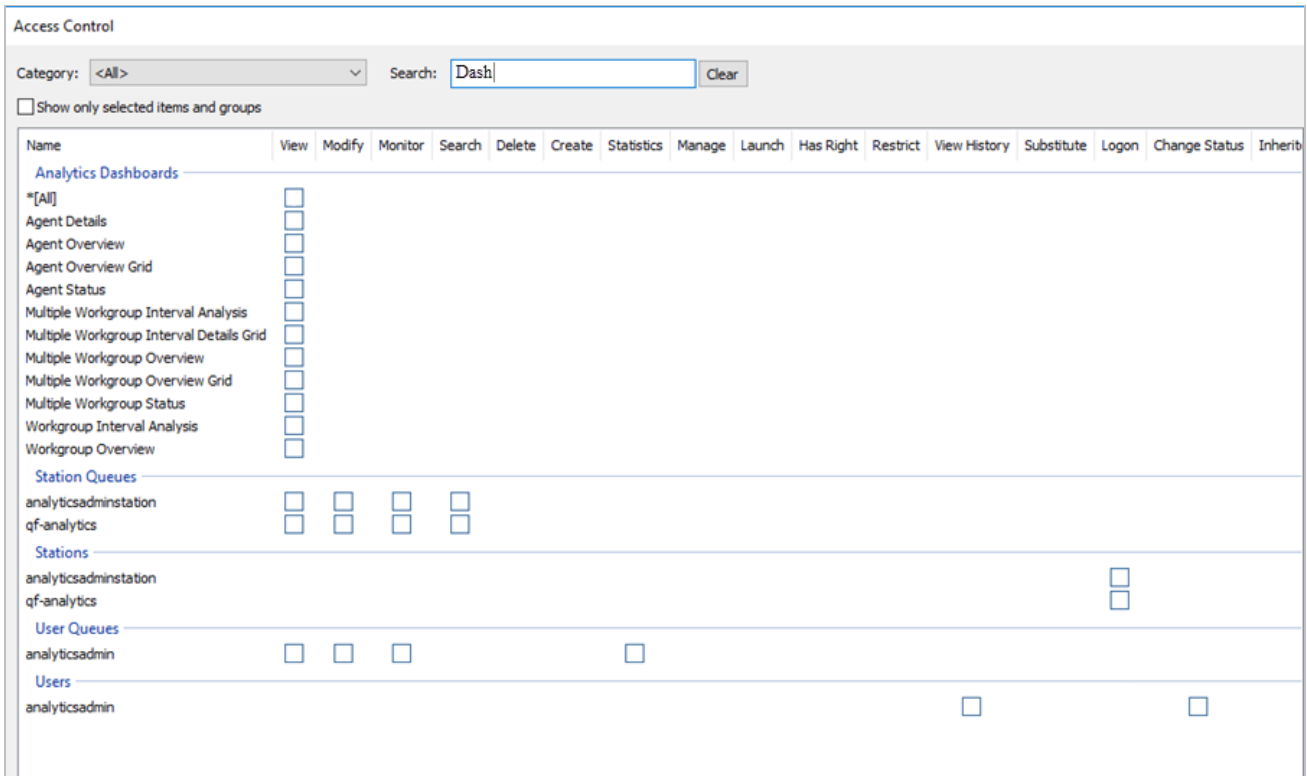 Access Control
Category: <All> Search: Dash Clear
Show only selected items and groups
Name View Modify Monitor Search Delete Create Statistics Manage Launch Has Right Restrict View History Substitute Logon Change Status Inherite
Analytics Dashboards
*[All]
Agent Details
Agent Overview
Agent Overview Grid
Agent Status
Multiple Workgroup Interval Analysis
Multiple Workgroup Interval Details Grid
Multiple Workgroup Overview
Multiple Workgroup Overview Grid
Multiple Workgroup Status
Workgroup Interval Analysis
Workgroup Overview
Station Queues
analyticsadminstation
qf-analytics
Stations
analyticsadminstation
qf-analytics
User Queues
analyticsadmin
Users
analyticsadmin